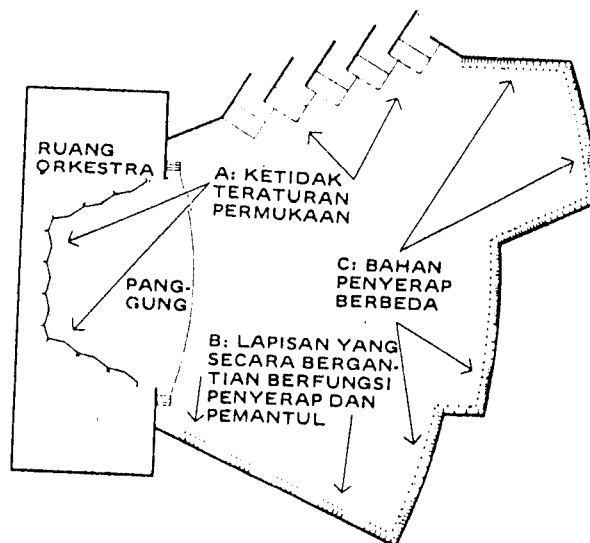 RUANG
ORKESTRA
A: KETIDAK
TERATURAN
PERMUKAAN
PANG-
GUNG
C: BAHAN
PENYERAP
BERBEDA
B: LAPISAN YANG
SECARA BERGAN-
TIAN BERFUNGSI
PENYERAP DAN
PEMANTUL